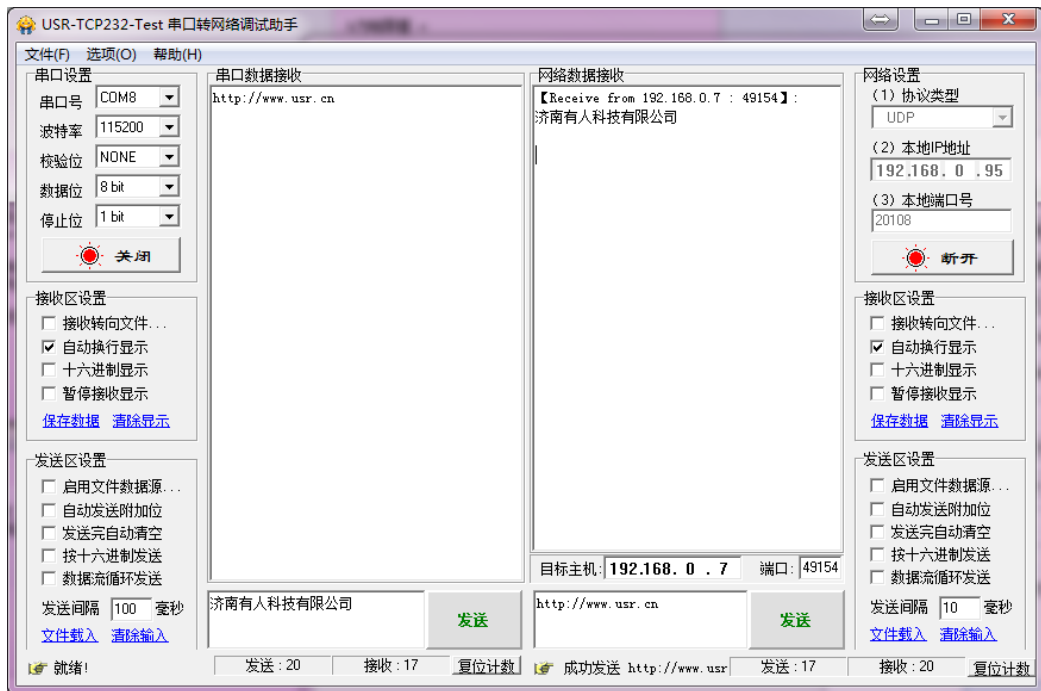 USR-TCP232-Test 串口转网络调试助手
文件(F) 选项(O) 帮助(H)
串口设置
串口号 COM8
波特率 115200
校验位 NONE
数据位 8 bit
停止位 1 bit
关闭
接收区设置
接收转向文件...
自动换行显示
十六进制显示
暂停接收显示
保存数据 清除显示
发送区设置
启用文件数据源...
自动发送附加位
发送完自动清空
按十六进制发送
数据流循环发送
发送间隔 100 毫秒
文件载入 清除输入
就绪!
串口数据接收
http://www.usr.cn
济南有人科技有限公司
发送
发送 : 20 接收 : 17 复位计数
网络数据接收
【Receive from 192.168.0.7 : 49154】:
济南有人科技有限公司
目标主机: 192.168. 0 . 7 端口: 49154
http://www.usr.cn
发送
成功发送 http://www.usr 发送 : 17 接收 : 20 复位计数
网络设置
(1) 协议类型
UDP
(2) 本地IP地址
192.168. 0 .95
(3) 本地端口号
20108
断开
接收区设置
接收转向文件...
自动换行显示
十六进制显示
暂停接收显示
保存数据 清除显示
发送区设置
启用文件数据源...
自动发送附加位
发送完自动清空
按十六进制发送
数据流循环发送
发送间隔 10 毫秒
文件载入 清除输入